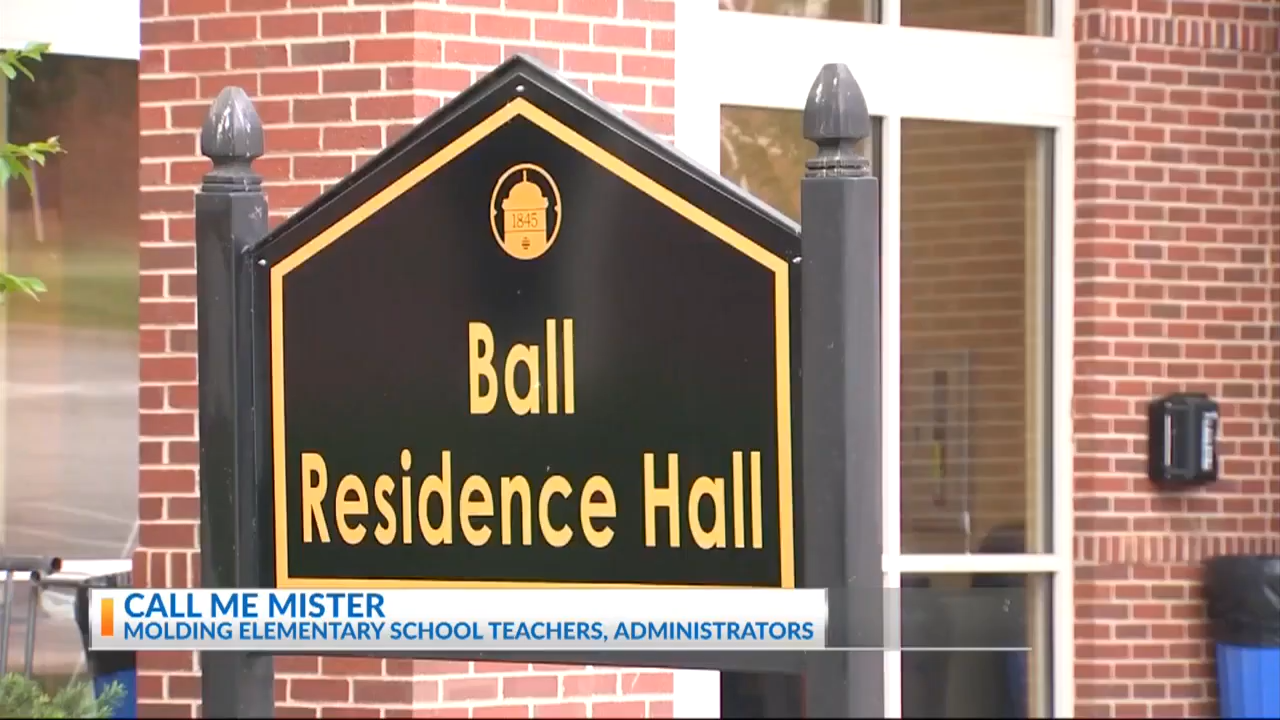 1845
Ball
Residence Hall
CALL ME MISTER
MOLDING ELEMENTARY SCHOOL TEACHERS, ADMINISTRATORS